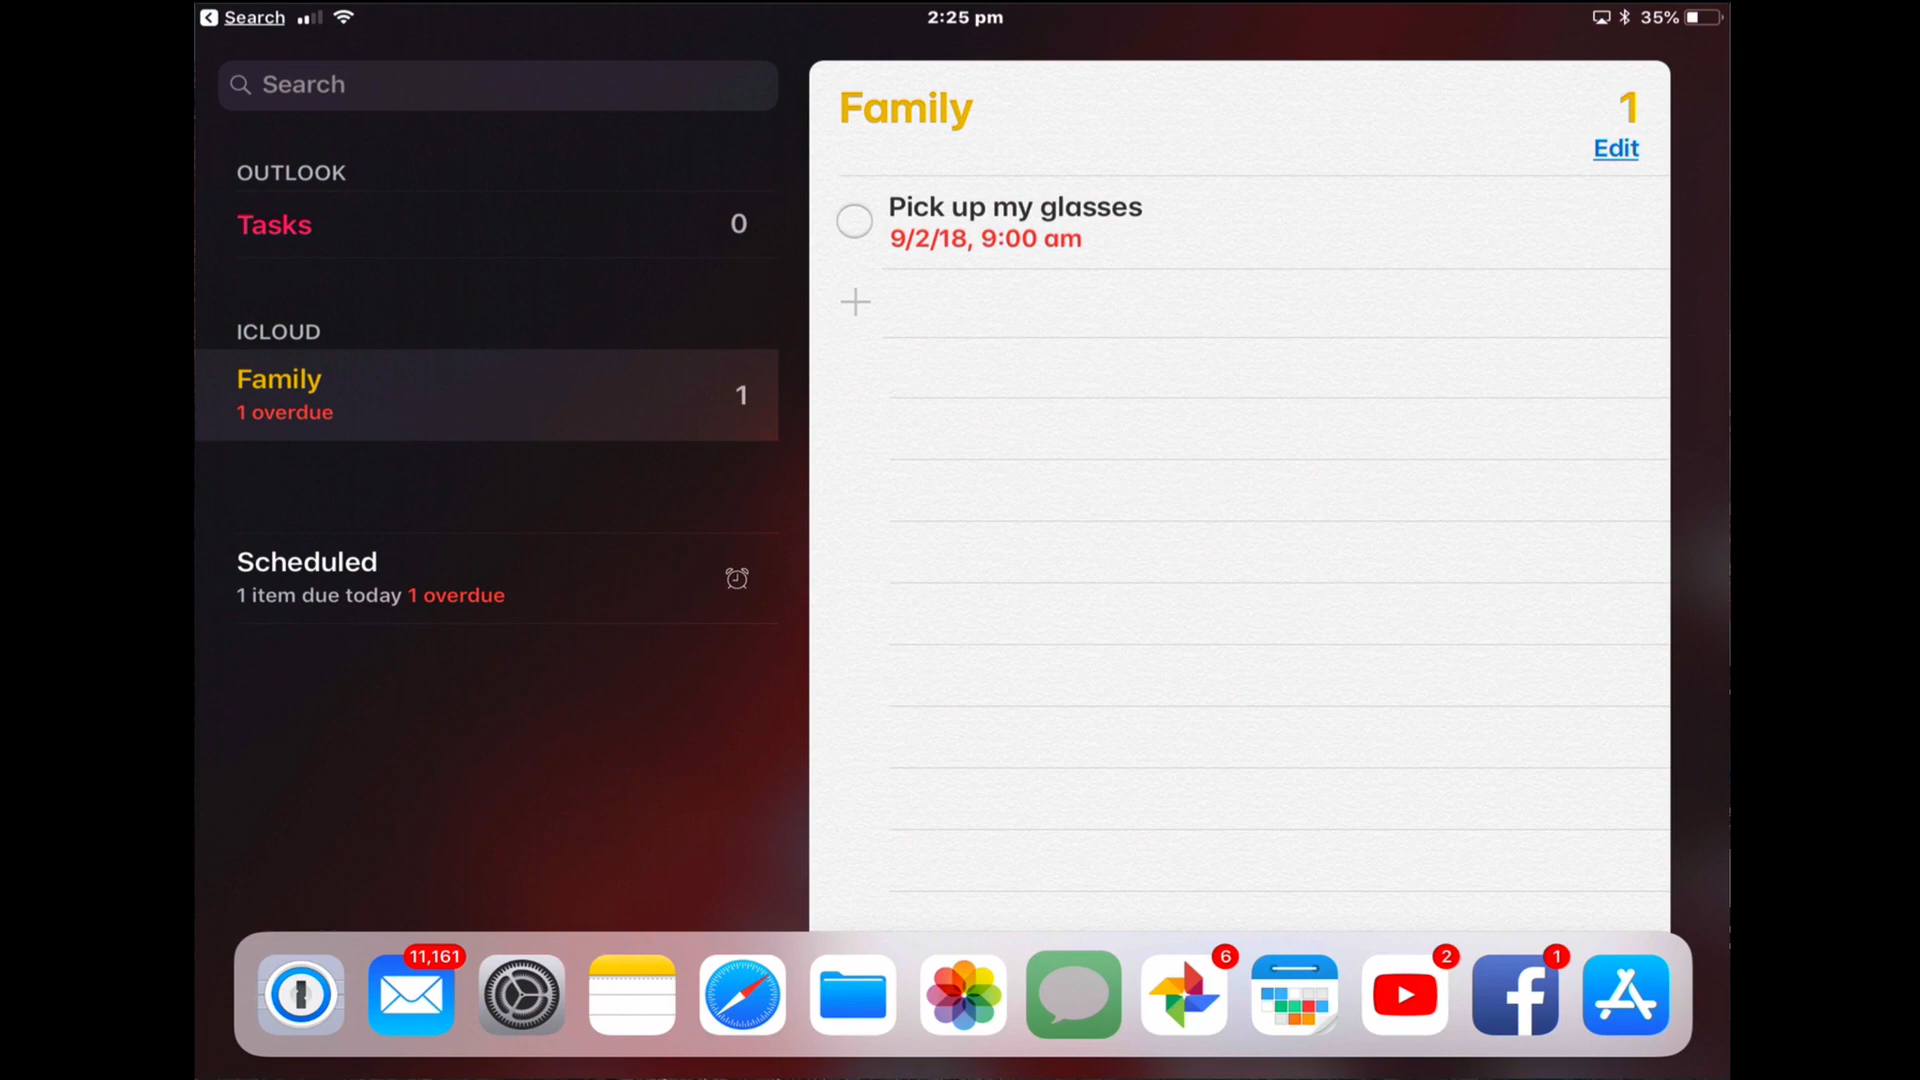 Search
2:25 pm
35%
Search
OUTLOOK
Tasks
0
ICLOUD
Family
1
1 overdue
Scheduled
1 item due today 1 overdue
Family
1
Edit
Pick up my glasses
9/2/18, 9:00 am
11,161
6
2
1